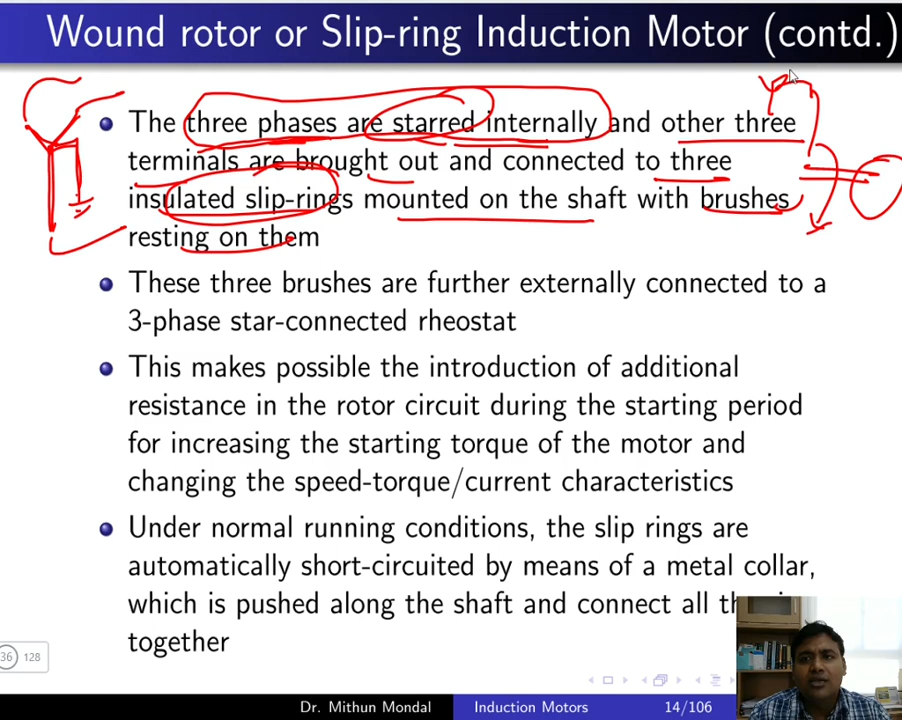 Wound rotor or Slip-ring Induction Motor (contd.)
The three phases are starred internally and other three
terminals are brought out and connected to three
insulated slip-rings mounted on the shaft with brushes
resting on them
These three brushes are further externally connected to a
3-phase star-connected rheostat
This makes possible the introduction of additional
resistance in the rotor circuit during the starting period
for increasing the starting torque of the motor and
changing the speed-torque/current characteristics
Under normal running conditions, the slip rings are
automatically short-circuited by means of a metal collar,
which is pushed along the shaft and connect all
together
36 128
Dr. Mithun Mondal Induction Motors 14/106